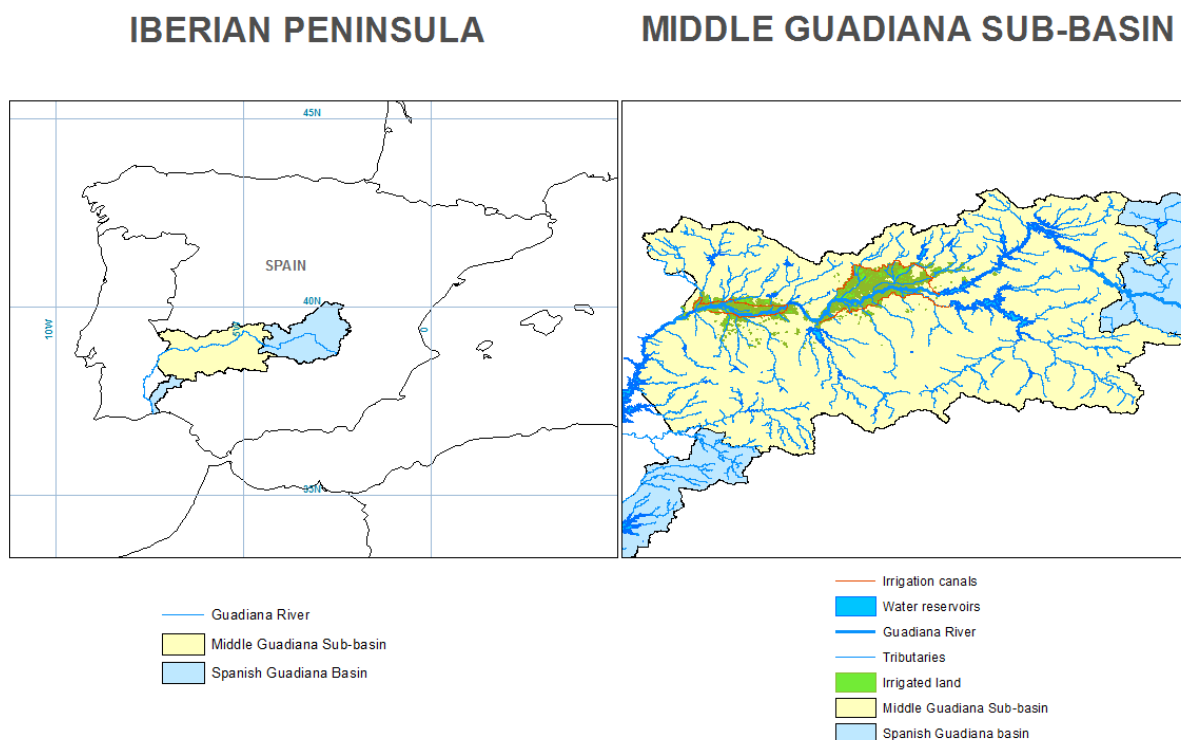 IBERIAN PENINSULA
MIDDLE GUADIANA SUB-BASIN
45N
SPAIN
40N
10W
5W
0
35N
Guadiana River
Middle Guadiana Sub-basin
Spanish Guadiana Basin
Irrigation canals
Water reservoirs
Guadiana River
Tributaries
Irrigated land
Middle Guadiana Sub-basin
Spanish Guadiana basin